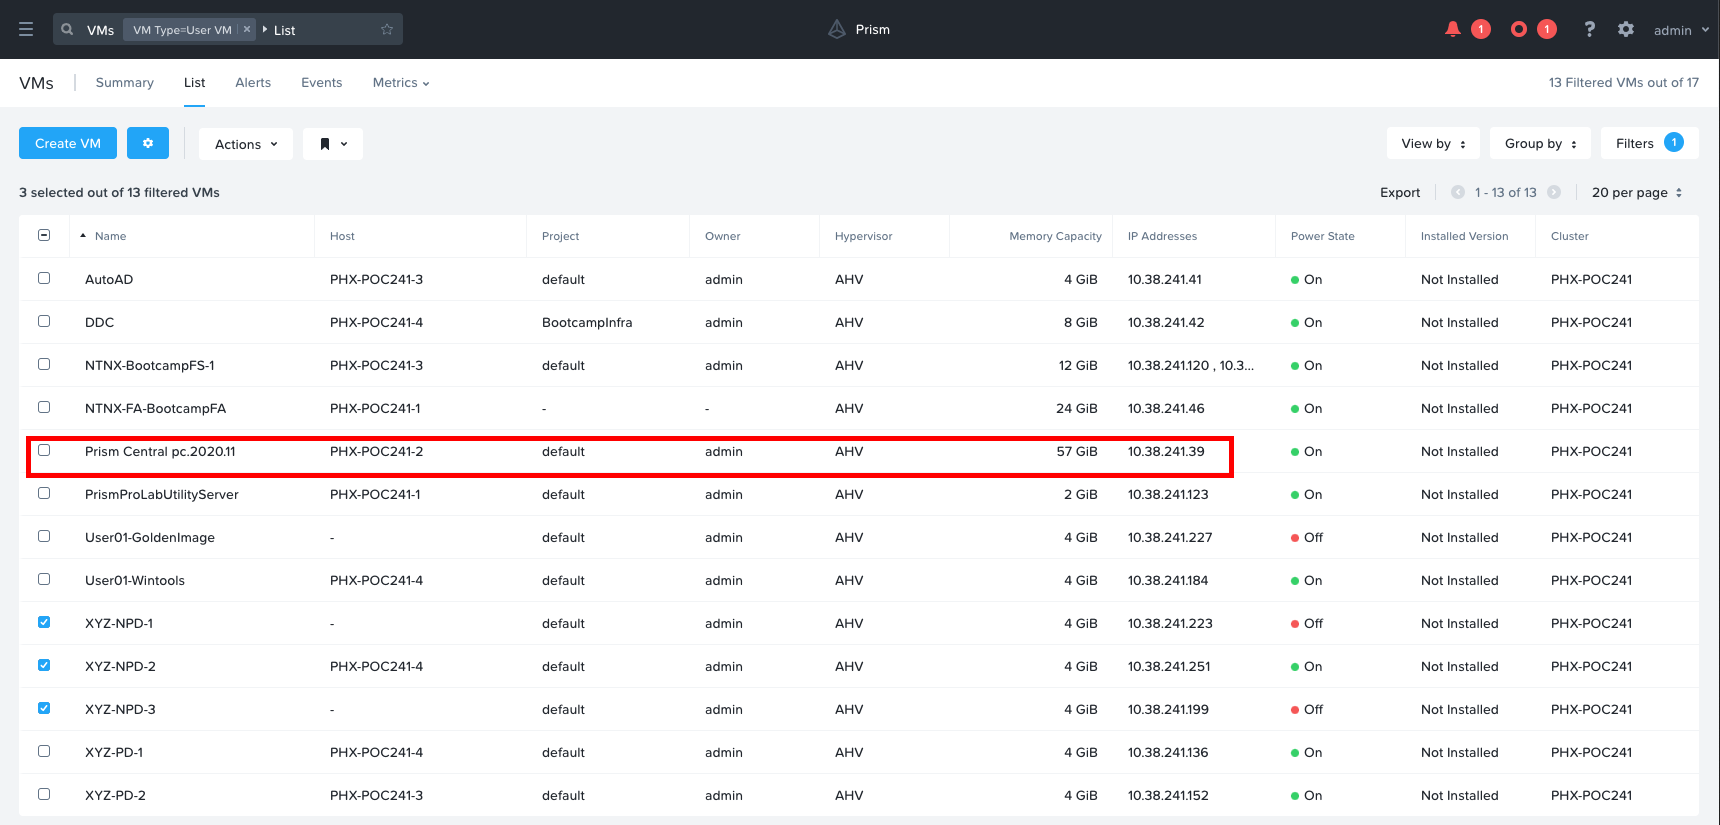 VMs VM Type=User VM × List Prism 1 1 ? admin
VMs Summary List Alerts Events Metrics 13 Filtered VMs out of 17
Create VM Actions View by Group by Filters 1
3 selected out of 13 filtered VMs Export 1 - 13 of 13 20 per page
Name Host Project Owner Hypervisor Memory Capacity IP Addresses Power State Installed Version Cluster
AutoAD PHX-POC241-3 default admin AHV 4 GiB 10.38.241.41 On Not Installed PHX-POC241
DDC PHX-POC241-4 BootcampInfra admin AHV 8 GiB 10.38.241.42 On Not Installed PHX-POC241
NTNX-BootcampFS-1 PHX-POC241-3 default admin AHV 12 GiB 10.38.241.120 , 10.3... On Not Installed PHX-POC241
NTNX-FA-BootcampFA PHX-POC241-1 - - AHV 24 GiB 10.38.241.46 On Not Installed PHX-POC241
Prism Central pc.2020.11 PHX-POC241-2 default admin AHV 57 GiB 10.38.241.39 On Not Installed PHX-POC241
PrismProLabUtilityServer PHX-POC241-1 default admin AHV 2 GiB 10.38.241.123 On Not Installed PHX-POC241
User01-GoldenImage - default admin AHV 4 GiB 10.38.241.227 Off Not Installed PHX-POC241
User01-Wintools PHX-POC241-4 default admin AHV 4 GiB 10.38.241.184 On Not Installed PHX-POC241
XYZ-NPD-1 - default admin AHV 4 GiB 10.38.241.223 Off Not Installed PHX-POC241
XYZ-NPD-2 PHX-POC241-4 default admin AHV 4 GiB 10.38.241.251 On Not Installed PHX-POC241
XYZ-NPD-3 - default admin AHV 4 GiB 10.38.241.199 Off Not Installed PHX-POC241
XYZ-PD-1 PHX-POC241-4 default admin AHV 4 GiB 10.38.241.136 On Not Installed PHX-POC241
XYZ-PD-2 PHX-POC241-3 default admin AHV 4 GiB 10.38.241.152 On Not Installed PHX-POC241